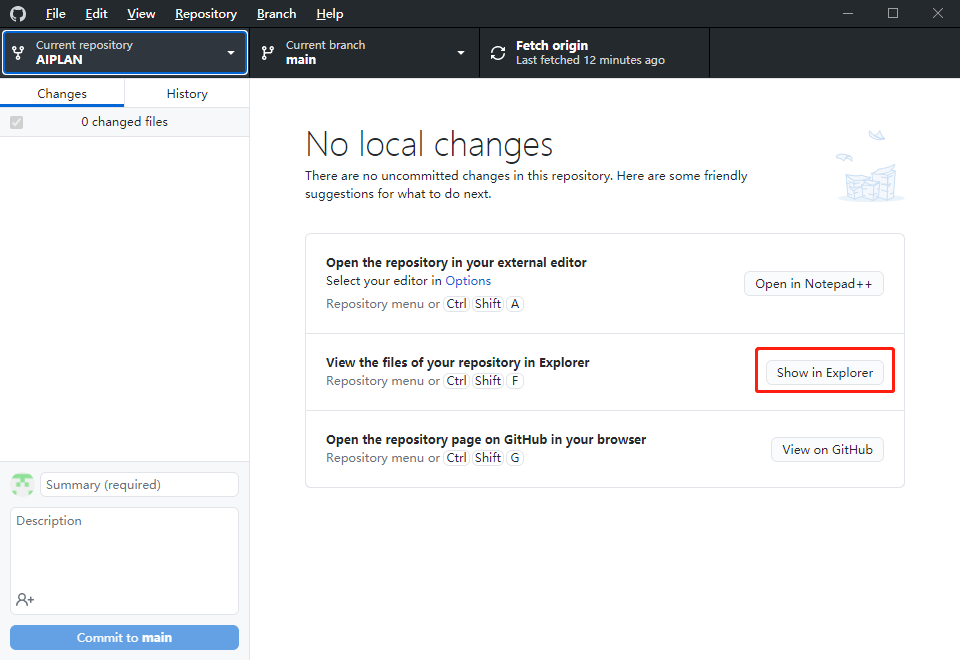 File Edit View Repository Branch Help
Current repository
AIPLAN
Current branch
main
Fetch origin
Last fetched 12 minutes ago
Changes
History
0 changed files
No local changes
There are no uncommitted changes in this repository. Here are some friendly
suggestions for what to do next.
Open the repository in your external editor
Select your editor in Options
Repository menu or Ctrl Shift A
Open in Notepad++
View the files of your repository in Explorer
Repository menu or Ctrl Shift F
Show in Explorer
Open the repository page on GitHub in your browser
Repository menu or Ctrl Shift G
View on GitHub
Summary (required)
Description
Commit to main